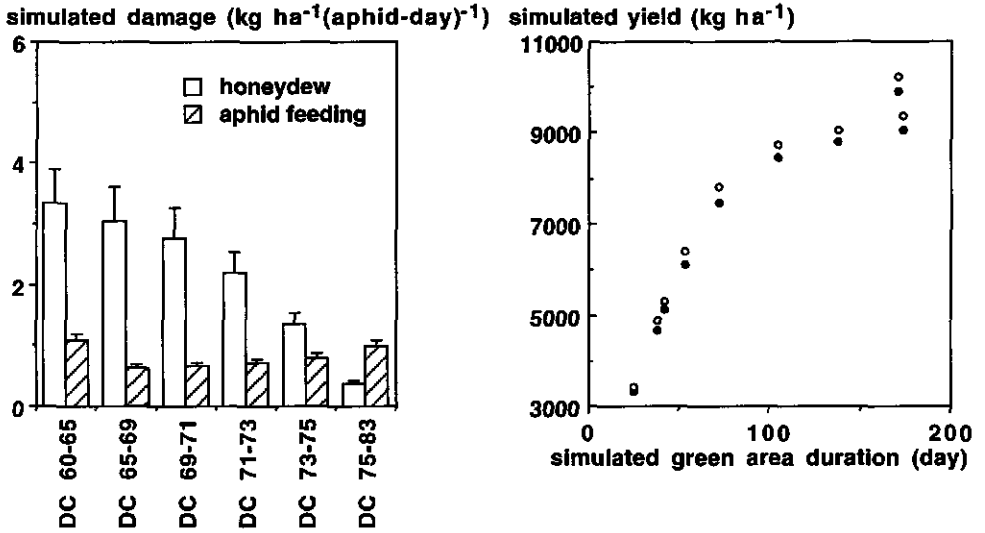 simulated damage (kg ha-1(aphid-day)-1)
6
4
2
0
honeydew
aphid feeding
DC 60-65
DC 65-69
DC 69-71
DC 71-73
DC 73-75
DC 75-83
simulated yield (kg ha-1)
11000
9000
7000
5000
3000
0 100 200
simulated green area duration (day)